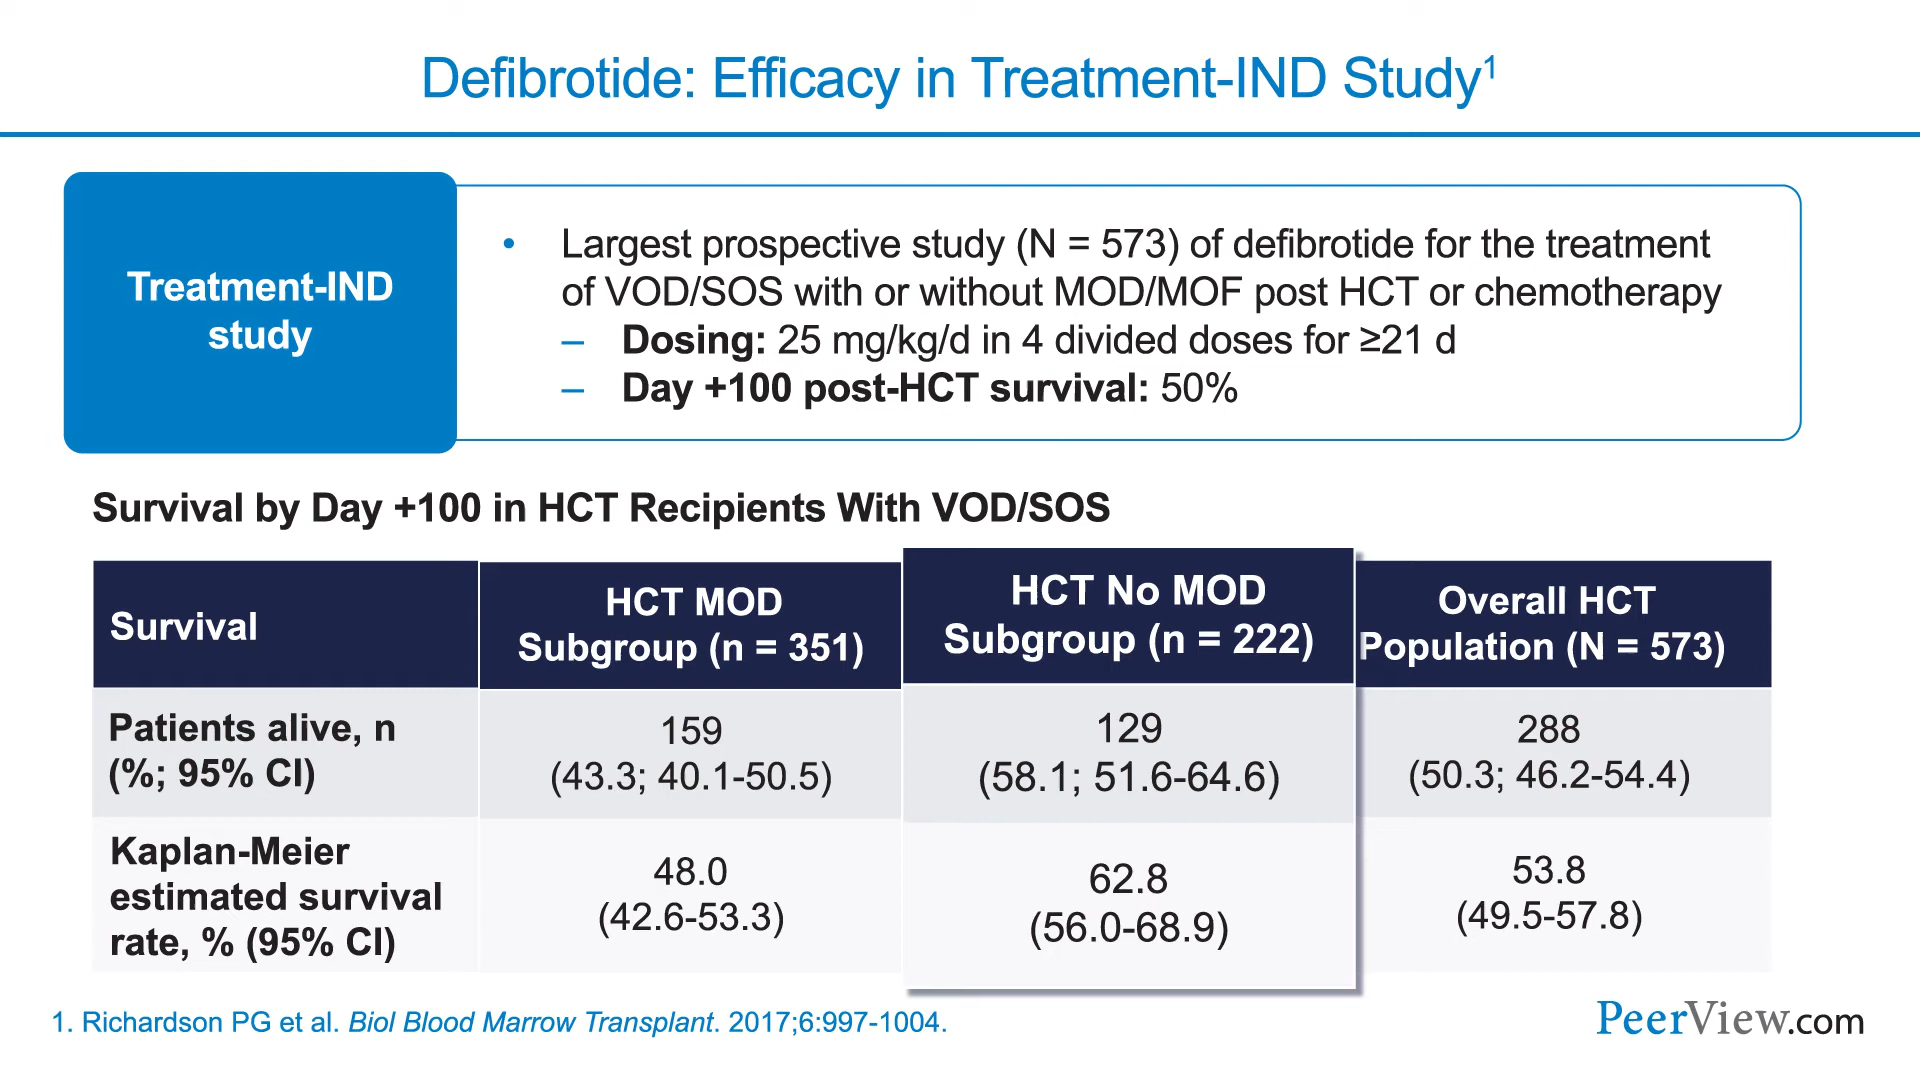 Defibrotide: Efficacy in Treatment-IND Study1
Treatment-IND
study
• Largest prospective study (N = 573) of defibrotide for the treatment
of VOD/SOS with or without MOD/MOF post HCT or chemotherapy
– Dosing: 25 mg/kg/d in 4 divided doses for ≥21 d
– Day +100 post-HCT survival: 50%
Survival by Day +100 in HCT Recipients With VOD/SOS
Survival
HCT MOD
Subgroup (n = 351)
HCT No MOD
Subgroup (n = 222)
Overall HCT
Population (N = 573)
Patients alive, n
(%; 95% CI)
159
(43.3; 40.1-50.5)
129
(58.1; 51.6-64.6)
288
(50.3; 46.2-54.4)
Kaplan-Meier
estimated survival
rate, % (95% CI)
48.0
(42.6-53.3)
62.8
(56.0-68.9)
53.8
(49.5-57.8)
1. Richardson PG et al. Biol Blood Marrow Transplant. 2017;6:997-1004.
PeerView.com